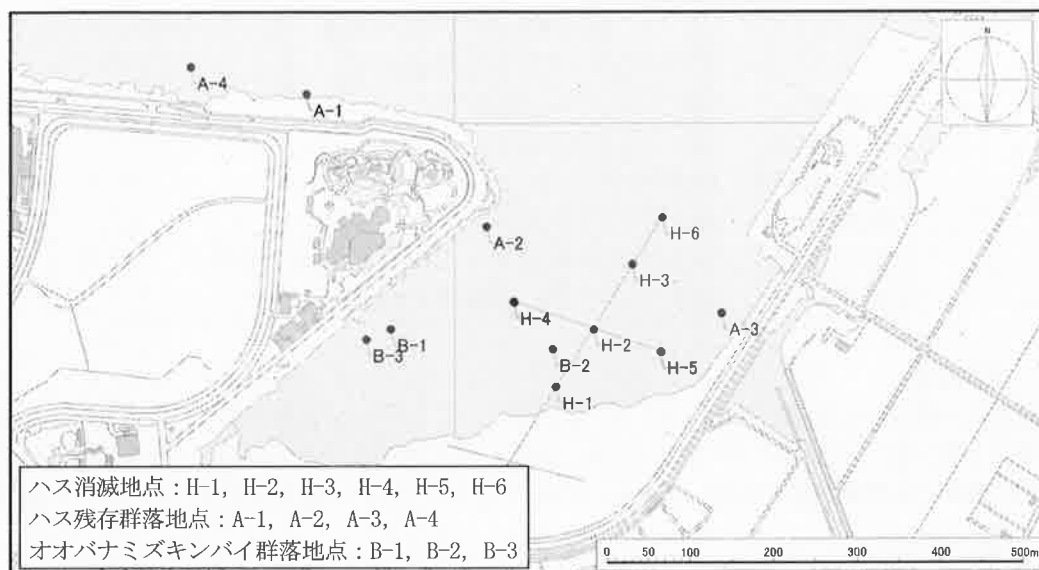 N
A-4
A-1
A-2
H-6
H-3
A-3
H-4
H-2
B-1
B-3
B-2
H-5
H-1
ハス消滅地点：H-1, H-2, H-3, H-4, H-5, H-6
ハス残存群落地点：A-1, A-2, A-3, A-4
オオバナミズキンバイ群落地点：B-1, B-2, B-3
0 50 100 200 300 400 500m